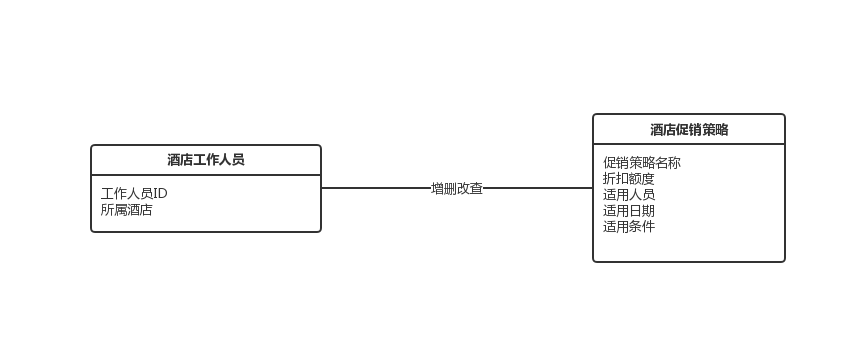 酒店工作人员
工作人员ID
所属酒店
增删改查
酒店促销策略
促销策略名称
折扣额度
适用人员
适用日期
适用条件